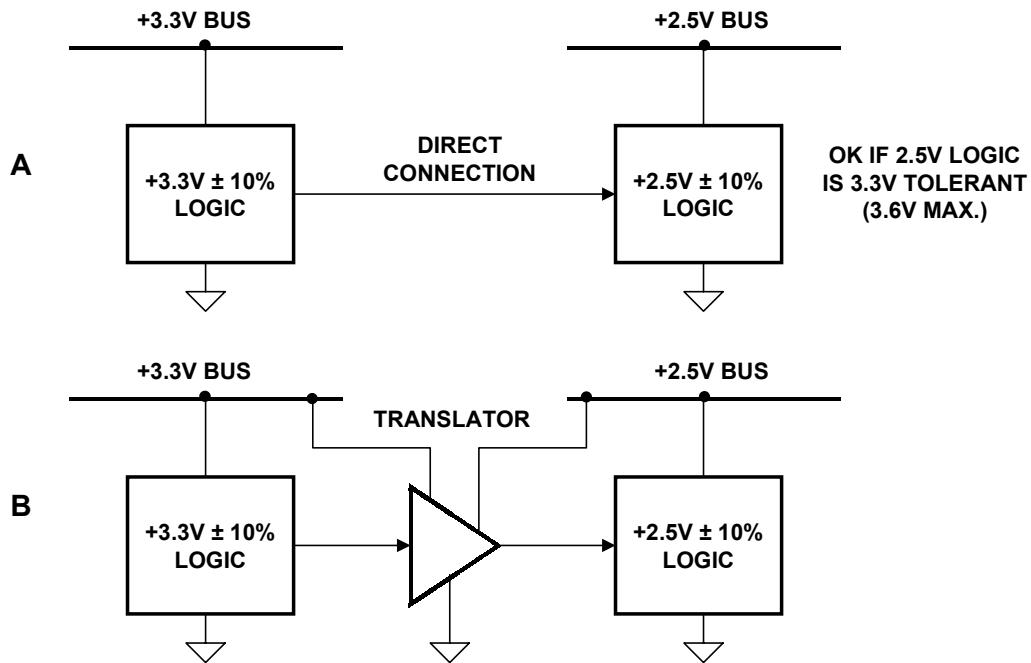 +3.3V BUS
+2.5V BUS
A
+3.3V ± 10%
LOGIC
DIRECT
CONNECTION
+2.5V ± 10%
LOGIC
OK IF 2.5V LOGIC
IS 3.3V TOLERANT
(3.6V MAX.)
+3.3V BUS
+2.5V BUS
TRANSLATOR
B
+3.3V ± 10%
LOGIC
+2.5V ± 10%
LOGIC